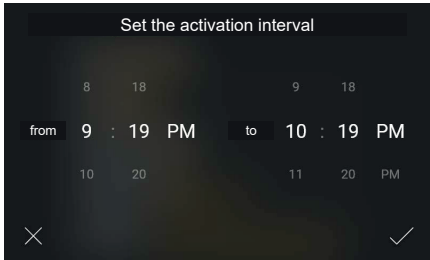 Set the activation interval
8 18 9 18
from 9 : 19 PM to 10 : 19 PM
10 20 11 20 PM